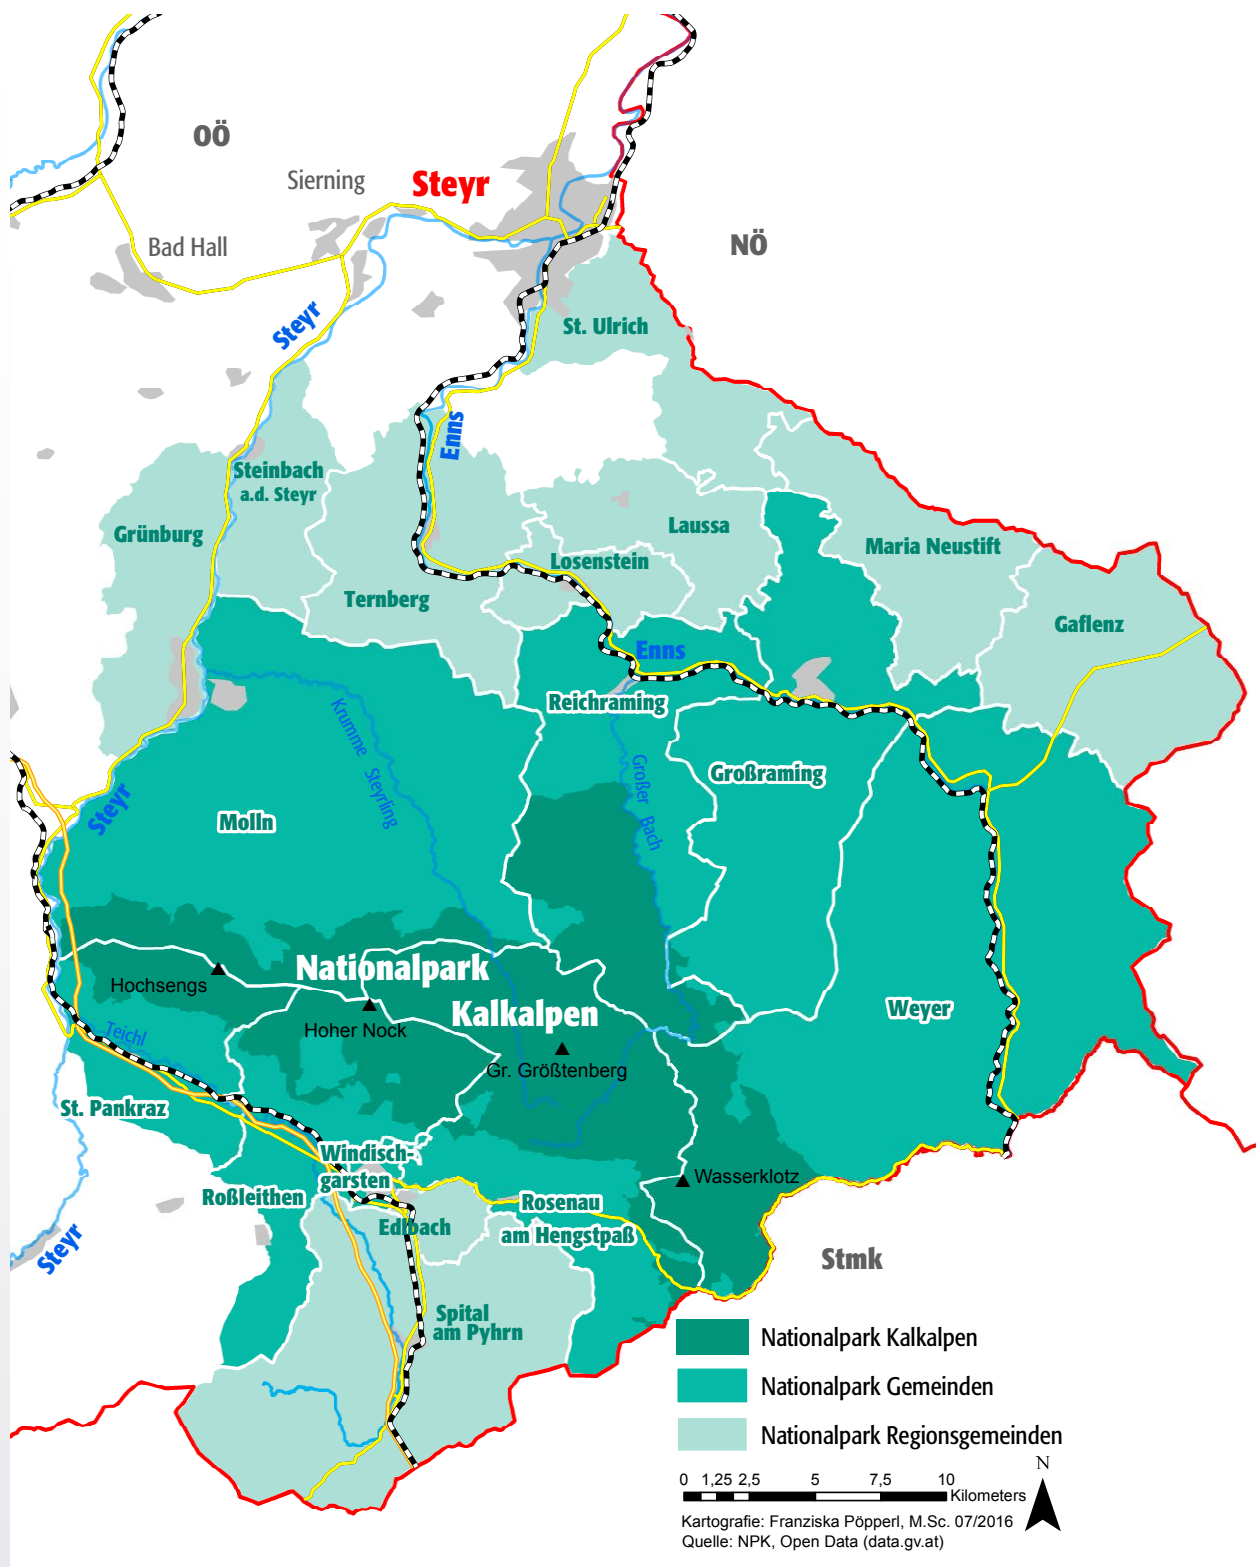 OÖ
Sierning
Steyr
Bad Hall
NÖ
Steyr
St. Ulrich
Enns
Steinbach
a.d. Steyr
Grünburg
Laussa
Maria Neustift
Losenstein
Ternberg
Gaflenz
Enns
Reichraming
Krumme Steyrling
Großer Bach
Großraming
Steyr
Molln
Nationalpark
Kalkalpen
Hochsengs
Hoher Nock
Weyer
Teichl
Gr. Größtenberg
St. Pankraz
Windisch-
garsten
Wasserklotz
Roßleithen
Rosenau
am Hengstpaß
Edlbach
Steyr
Stmk
Spital
am Pyhrn
Nationalpark Kalkalpen
Nationalpark Gemeinden
Nationalpark Regionsgemeinden
N
0 1,25 2,5 5 7,5 10
Kilometers
Kartografie: Franziska Pöpperl, M.Sc. 07/2016
Quelle: NPK, Open Data (data.gv.at)